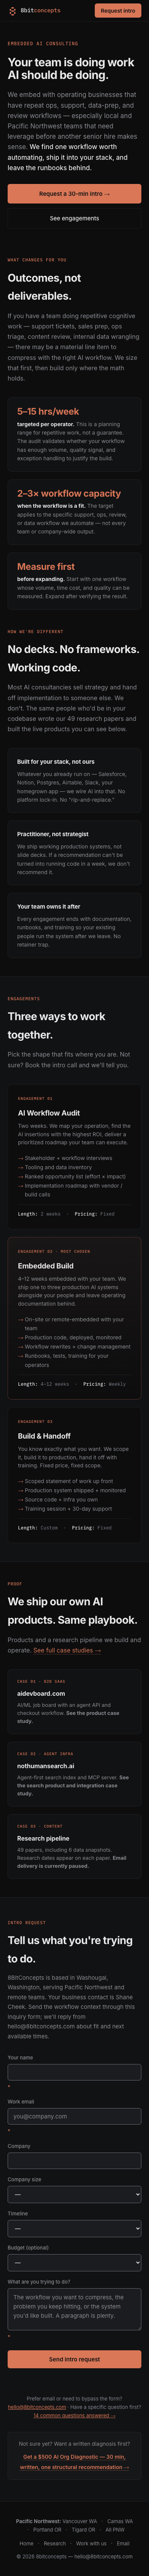 8bitconcepts
Request intro
EMBEDDED AI CONSULTING
Your team is doing work
AI should be doing.
We embed with operating businesses that
have repeat ops, support, data-prep, and
review workflows — especially local and
Pacific Northwest teams that need
leverage before another senior hire makes
sense. We find one workflow worth
automating, ship it into your stack, and
leave the runbooks behind.
Request a 30-min intro →
See engagements
WHAT CHANGES FOR YOU
Outcomes, not
deliverables.
If you have a team doing repetitive cognitive
work — support tickets, sales prep, ops
triage, content review, internal data wrangling
— there may be a material line item to
compress with the right AI workflow. We size
that first, then build only where the math
holds.
5–15 hrs/week
targeted per operator. This is a planning
range for repetitive work, not a guarantee.
The audit validates whether your workflow
has enough volume, quality signal, and
exception handling to justify the build.
2–3× workflow capacity
when the workflow is a fit. The target
applies to the specific support, ops, review,
or data workflow we automate — not every
team or company-wide output.
Measure first
before expanding. Start with one workflow
whose volume, time cost, and quality can be
measured. Expand after verifying the result.
HOW WE'RE DIFFERENT
No decks. No frameworks.
Working code.
Most AI consultancies sell strategy and hand
off implementation to someone else. We
don't. The same people who'd be in your
codebase wrote our open-source research and
built the live products you can see below.
Built for your stack, not ours
Whatever you already run on — Salesforce,
Notion, Postgres, Airtable, Slack, your
homegrown app — we wire AI into that. No
platform lock-in. No "rip-and-replace."
Practitioner, not strategist
We ship working production systems, not
slide decks. If a recommendation can't be
turned into running code in a week, we don't
recommend it.
Your team owns it after
Every engagement ends with documentation,
runbooks, and training so your existing
people run the system after we leave. No
retainer trap.
ENGAGEMENTS
Three ways to work
together.
Pick the shape that fits where you are. Not
sure? Book the intro call and we'll tell you.
ENGAGEMENT 01
AI Workflow Audit
Two weeks. We map your operation, find the
AI insertions with the highest ROI, deliver a
prioritized roadmap your team can execute.
→ Stakeholder + workflow interviews
→ Tooling and data inventory
→ Ranked opportunity list (effort × impact)
→ Implementation roadmap with vendor /
build calls
Length: 2 weeks · Pricing: Fixed
ENGAGEMENT 02 · MOST CHOSEN
Embedded Build
4–12 weeks embedded with your team. We
ship one to three production AI systems
alongside your people and leave operating
documentation behind.
→ On-site or remote-embedded with your
team
→ Production code, deployed, monitored
→ Workflow rewrites + change management
→ Runbooks, tests, training for your
operators
Length: 4–12 weeks · Pricing: Weekly
ENGAGEMENT 03
Build & Handoff
You know exactly what you want. We scope
it, build it to production, hand it off with
training. Fixed price, fixed scope.
→ Scoped statement of work up front
→ Production system shipped + monitored
→ Source code + infra you own
→ Training session + 30-day support
Length: Custom · Pricing: Fixed
PROOF
We ship our own AI
products. Same playbook.
Products and a research pipeline we build and
operate. See full case studies →
CASE 01 · B2B SAAS
aidevboard.com
AI/ML job board with an agent API and
checkout workflow. See the product case
study.
CASE 02 · AGENT INFRA
nothumansearch.ai
Agent-first search index and MCP server. See
the search product and integration case
study.
CASE 03 · CONTENT
Research pipeline
49 papers, including 6 data snapshots.
Research dates appear on each paper. Email
delivery is currently paused.
INTRO REQUEST
Tell us what you're trying
to do.
8BitConcepts is based in Washougal,
Washington, serving Pacific Northwest and
remote teams. Your business contact is Shane
Cheek. Send the workflow context through this
inquiry form; we'll reply from
hello@8bitconcepts.com about fit and next
available times.
Your name
*
Work email
you@company.com
*
Company
Company size
—
Timeline
—
Budget (optional)
—
What are you trying to do?
The workflow you want to compress, the
problem you keep hitting, or the system
you'd like built. A paragraph is plenty.
*
Send intro request
Prefer email or need to bypass the form?
hello@8bitconcepts.com · Have a specific question first?
14 common questions answered →
Not sure yet? Want a written diagnosis first?
Get a $500 AI Org Diagnostic — 30 min,
written, one structural recommendation →
Pacific Northwest: Vancouver WA · Camas WA
· Portland OR · Tigard OR · All PNW
Home · Research · Work with us · Email
© 2026 8bitconcepts — hello@8bitconcepts.com